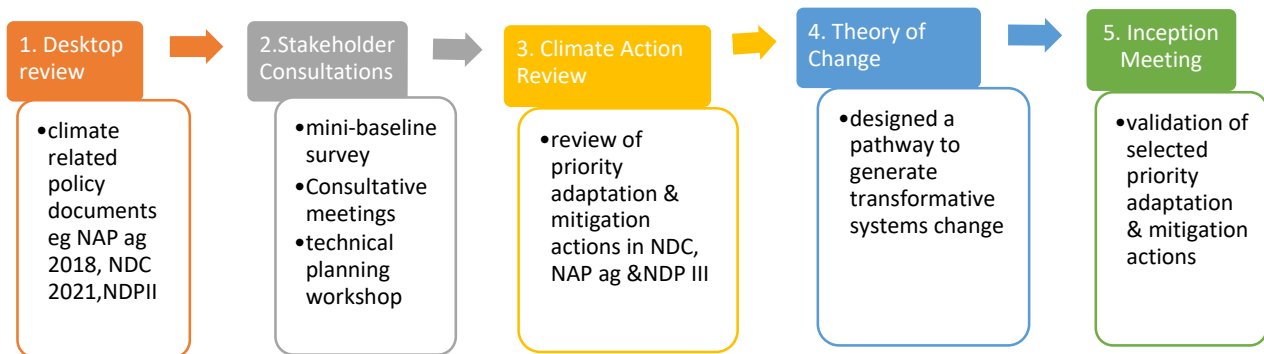 1. Desktop
review
•climate
related
policy
documents
eg NAP ag
2018, NDC
2021,NDPII
2.Stakeholder
Consultations
•mini-baseline
survey
•Consultative
meetings
•technical
planning
workshop
3. Climate Action
Review
•review of
priority
adaptation &
mitigation
actions in NDC,
NAP ag &NDP III
4. Theory of
Change
•designed a
pathway to
generate
transformative
systems change
5. Inception
Meeting
•validation of
selected
priority
adaptation
& mitigation
actions